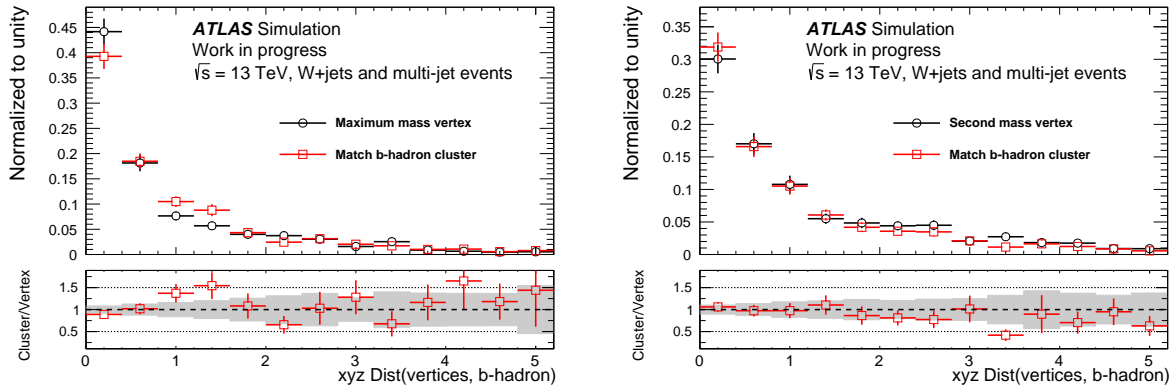 ATLAS Simulation
Work in progress
√s = 13 TeV, W+jets and multi-jet events
Maximum mass vertex
Match b-hadron cluster
Normalized to unity
0.45
0.4
0.35
0.3
0.25
0.2
0.15
0.1
0.05
0
Cluster/Vertex
1.5
1
0.5
0 1 2 3 4 5
xyz Dist(vertices, b-hadron)
ATLAS Simulation
Work in progress
√s = 13 TeV, W+jets and multi-jet events
Second mass vertex
Match b-hadron cluster
Normalized to unity
0.35
0.3
0.25
0.2
0.15
0.1
0.05
0
Cluster/Vertex
1.5
1
0.5
0 1 2 3 4 5
xyz Dist(vertices, b-hadron)